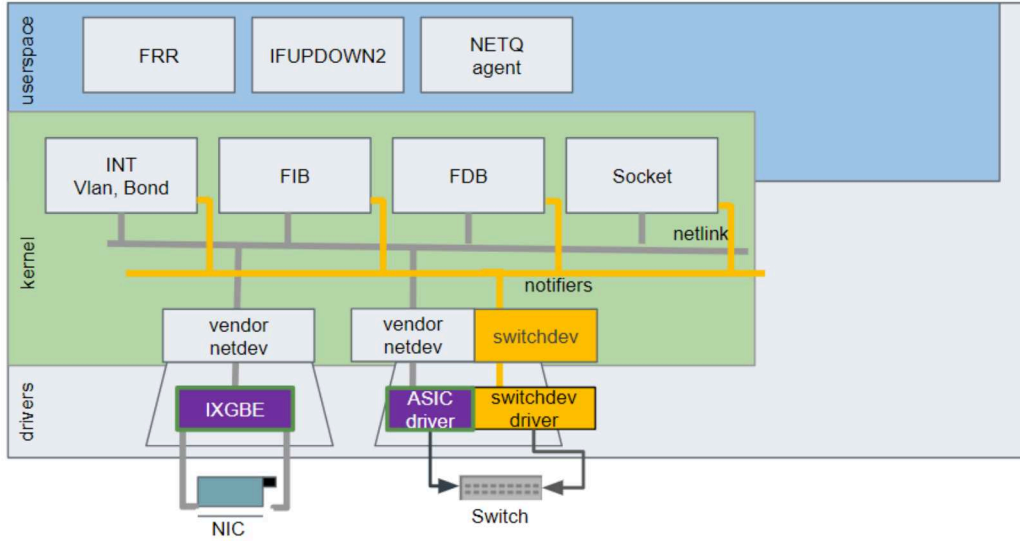 userspace
FRR
IFUPDOWN2
NETQ
agent
kernel
INT
Vlan, Bond
FIB
FDB
Socket
netlink
notifiers
vendor
netdev
vendor
netdev
switchdev
drivers
IXGBE
ASIC
driver
switchdev
driver
NIC
Switch